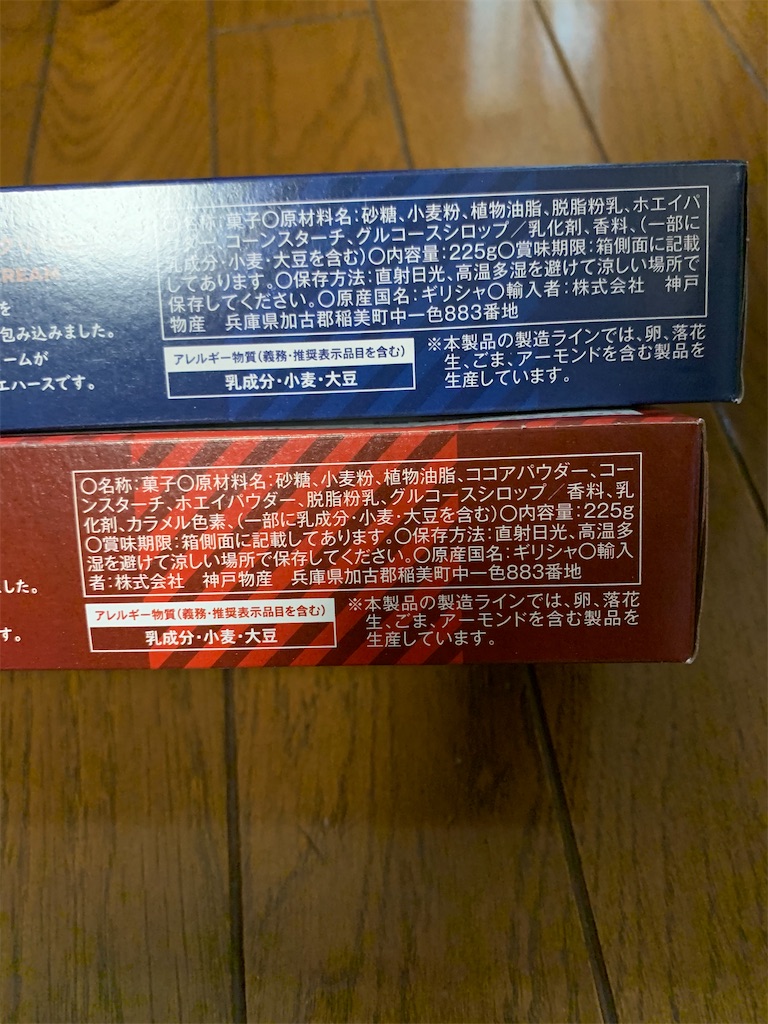 REAM
を
包み込みました。
ームが
エハースです。
名称:菓子〇原材料名:砂糖、小麦粉、植物油脂、脱脂粉乳、ホエイパ
ー、コーンスターチ、グルコースシロップ/乳化剤、香料、(一部に
乳成分・小麦・大豆を含む)〇内容量:225g〇賞味期限:箱側面に記載
してあります。〇保存方法:直射日光、高温多湿を避けて涼しい場所で
保存してください。〇原産国名:ギリシャ〇輸入者:株式会社 神戸
物産 兵庫県加古郡稲美町中一色883番地
アレルギー物質(義務・推奨表示品目を含む)
乳成分・小麦・大豆
※本製品の製造ラインでは、卵、落花
生、ごま、アーモンドを含む製品を
生産しています。
した。
す。
〇名称:菓子〇原材料名:砂糖、小麦粉、植物油脂、ココアパウダー、コー
ンスターチ、ホエイパウダー、脱脂粉乳、グルコースシロップ/香料、乳
化剤、カラメル色素、(一部に乳成分・小麦・大豆を含む)〇内容量:225g
〇賞味期限:箱側面に記載してあります。〇保存方法:直射日光、高温多
湿を避けて涼しい場所で保存してください。〇原産国名:ギリシャ〇輸入
者:株式会社 神戸物産 兵庫県加古郡稲美町中一色883番地
アレルギー物質(義務・推奨表示品目を含む)
乳成分・小麦・大豆
※本製品の製造ラインでは、卵、落花
生、ごま、アーモンドを含む製品を
生産しています。